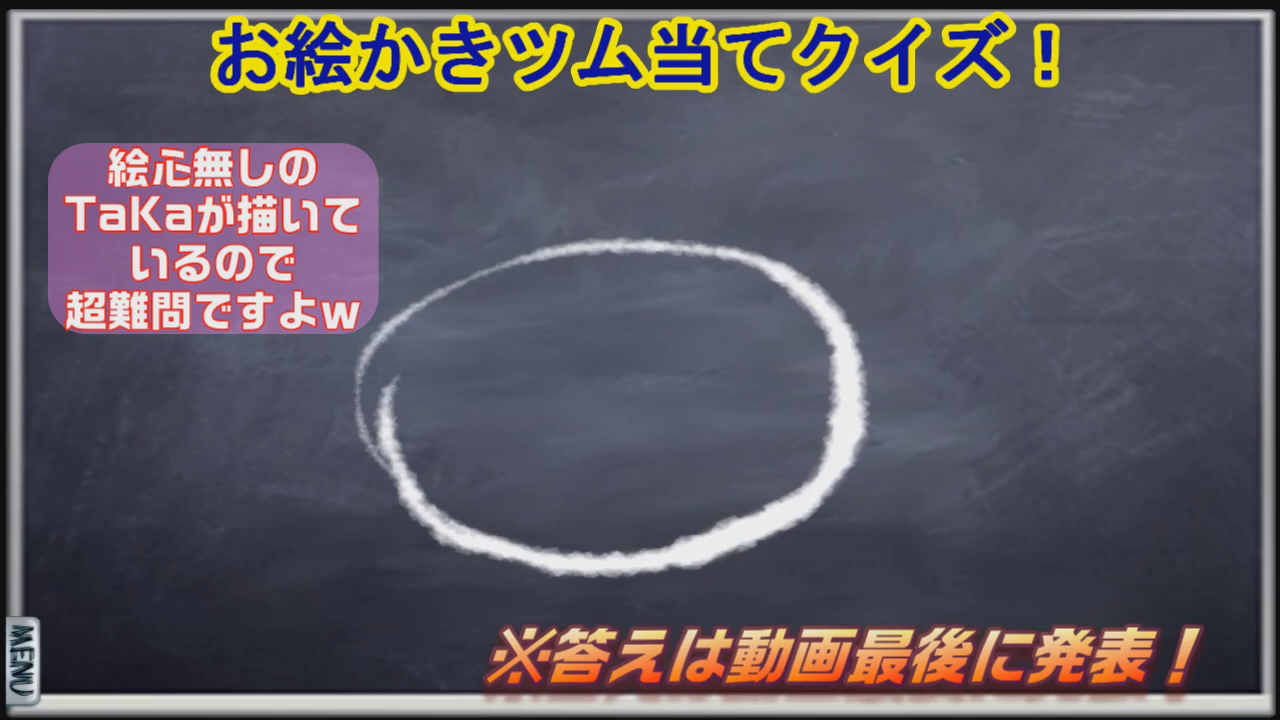 お絵かきツム当てクイズ！
絵心無しの
TaKaが描いて
いるので
超難問ですよw
※答えは動画最後に発表！
MENU